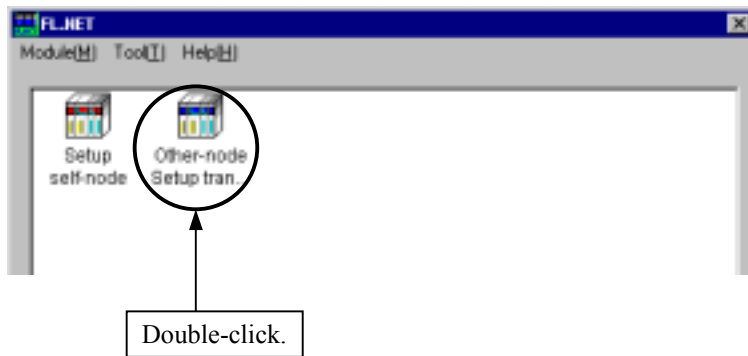 FL.NET
Module(M) Tool(T) Help(H)
Setup
self-node
Other-node
Setup tran...
Double-click.